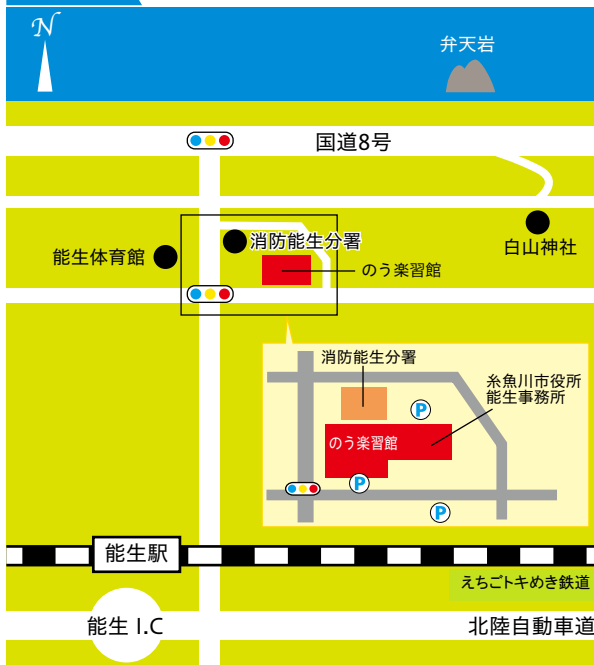 N
弁天岩
国道8号
消防能生分署
能生体育館
白山神社
のう楽習館
消防能生分署
糸魚川市役所
能生事務所
P
のう楽習館
P
P
能生駅
えちごトキめき鉄道
能生 I.C
北陸自動車道